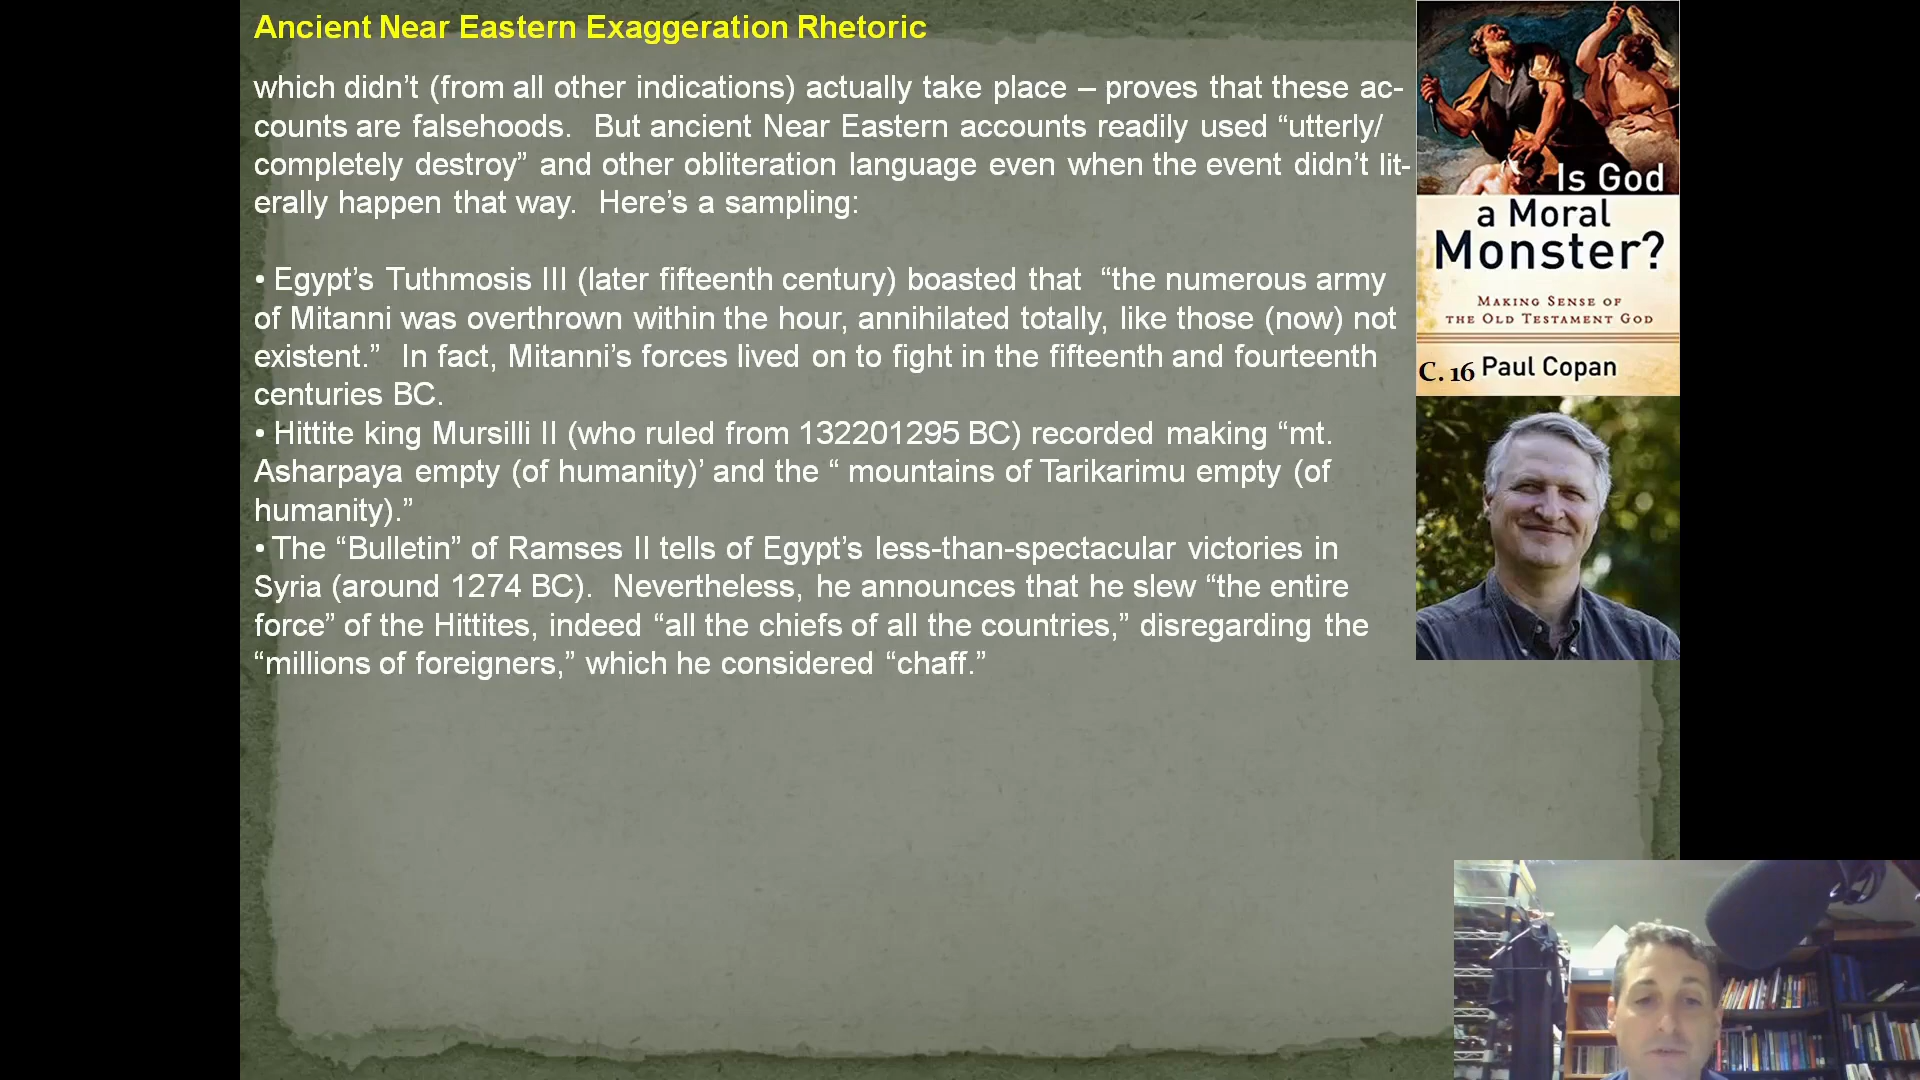 Ancient Near Eastern Exaggeration Rhetoric
which didn’t (from all other indications) actually take place – proves that these ac-
counts are falsehoods.  But ancient Near Eastern accounts readily used “utterly/
completely destroy” and other obliteration language even when the event didn’t lit-
erally happen that way.  Here’s a sampling:
• Egypt’s Tuthmosis III (later fifteenth century) boasted that  “the numerous army
of Mitanni was overthrown within the hour, annihilated totally, like those (now) not
existent.”  In fact, Mitanni’s forces lived on to fight in the fifteenth and fourteenth
centuries BC.
• Hittite king Mursilli II (who ruled from 132201295 BC) recorded making “mt.
Asharpaya empty (of humanity)’ and the “ mountains of Tarikarimu empty (of
humanity).”
• The “Bulletin” of Ramses II tells of Egypt’s less-than-spectacular victories in
Syria (around 1274 BC).  Nevertheless, he announces that he slew “the entire
force” of the Hittites, indeed “all the chiefs of all the countries,” disregarding the
“millions of foreigners,” which he considered “chaff.”
Is God
a Moral
Monster?
Making Sense of
the Old Testament God
C. 16 Paul Copan